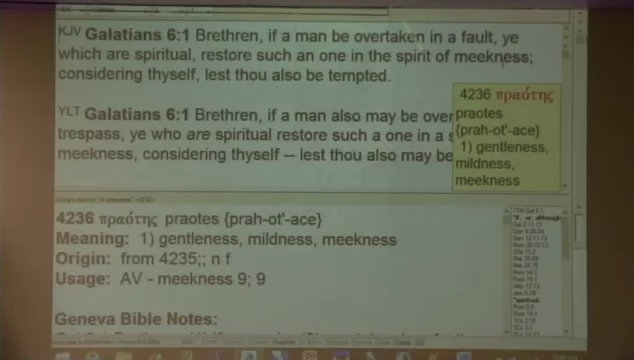 KJV Galatians 6:1 Brethren, if a man be overtaken in a fault, ye
which are spiritual, restore such an one in the spirit of meekness;
considering thyself, lest thou also be tempted.
YLT Galatians 6:1 Brethren, if a man also may be over
trespass, ye who are spiritual restore such a one in a s
meekness, considering thyself -- lest thou also may be
4236 πραότης
praotes
{prah-ot'-ace}
1) gentleness,
mildness,
meekness
4236 πραότης praotes {prah-ot'-ace}
Meaning: 1) gentleness, mildness, meekness
Origin: from 4235;; n f
Usage: AV - meekness 9; 9
Geneva Bible Notes: